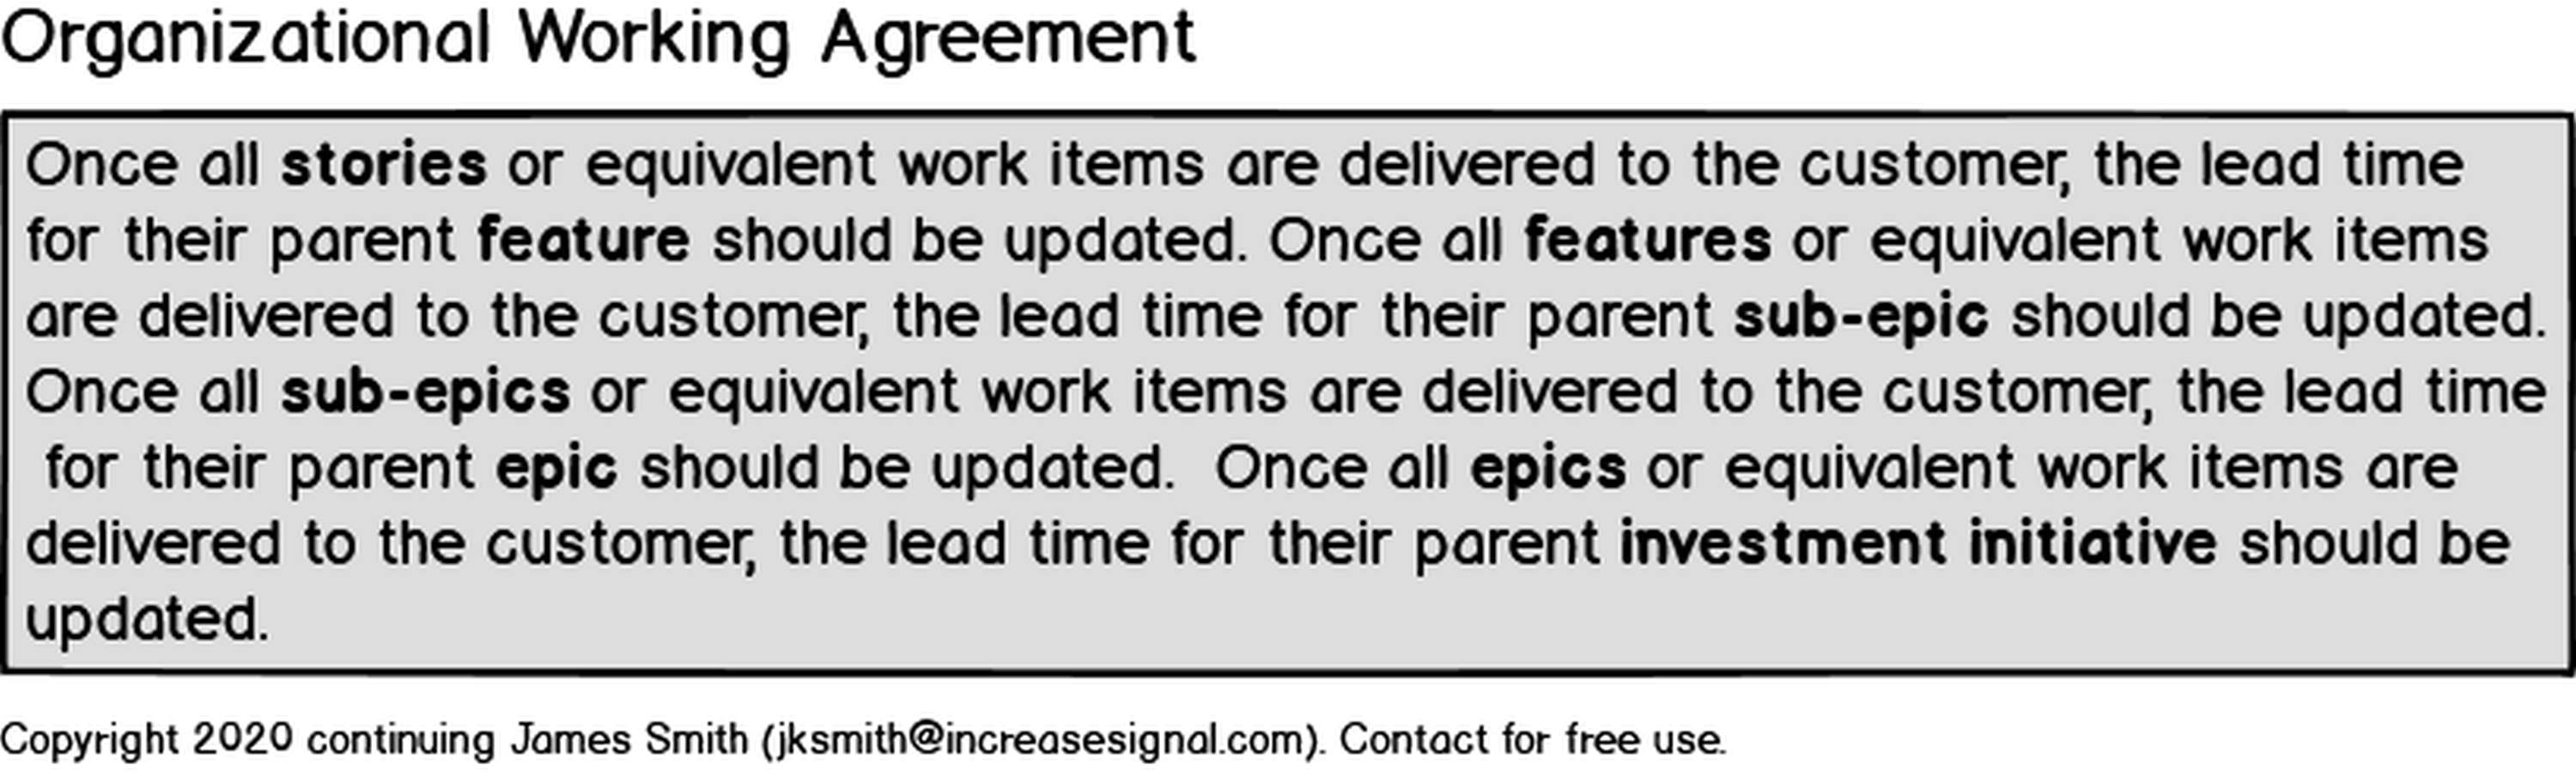 Organizational Working Agreement
Once all stories or equivalent work items are delivered to the customer, the lead time
for their parent feature should be updated. Once all features or equivalent work items
are delivered to the customer, the lead time for their parent sub-epic should be updated.
Once all sub-epics or equivalent work items are delivered to the customer, the lead time
for their parent epic should be updated.  Once all epics or equivalent work items are
delivered to the customer, the lead time for their parent investment initiative should be
updated.
Copyright 2020 continuing James Smith (jksmith@increasesignal.com). Contact for free use.